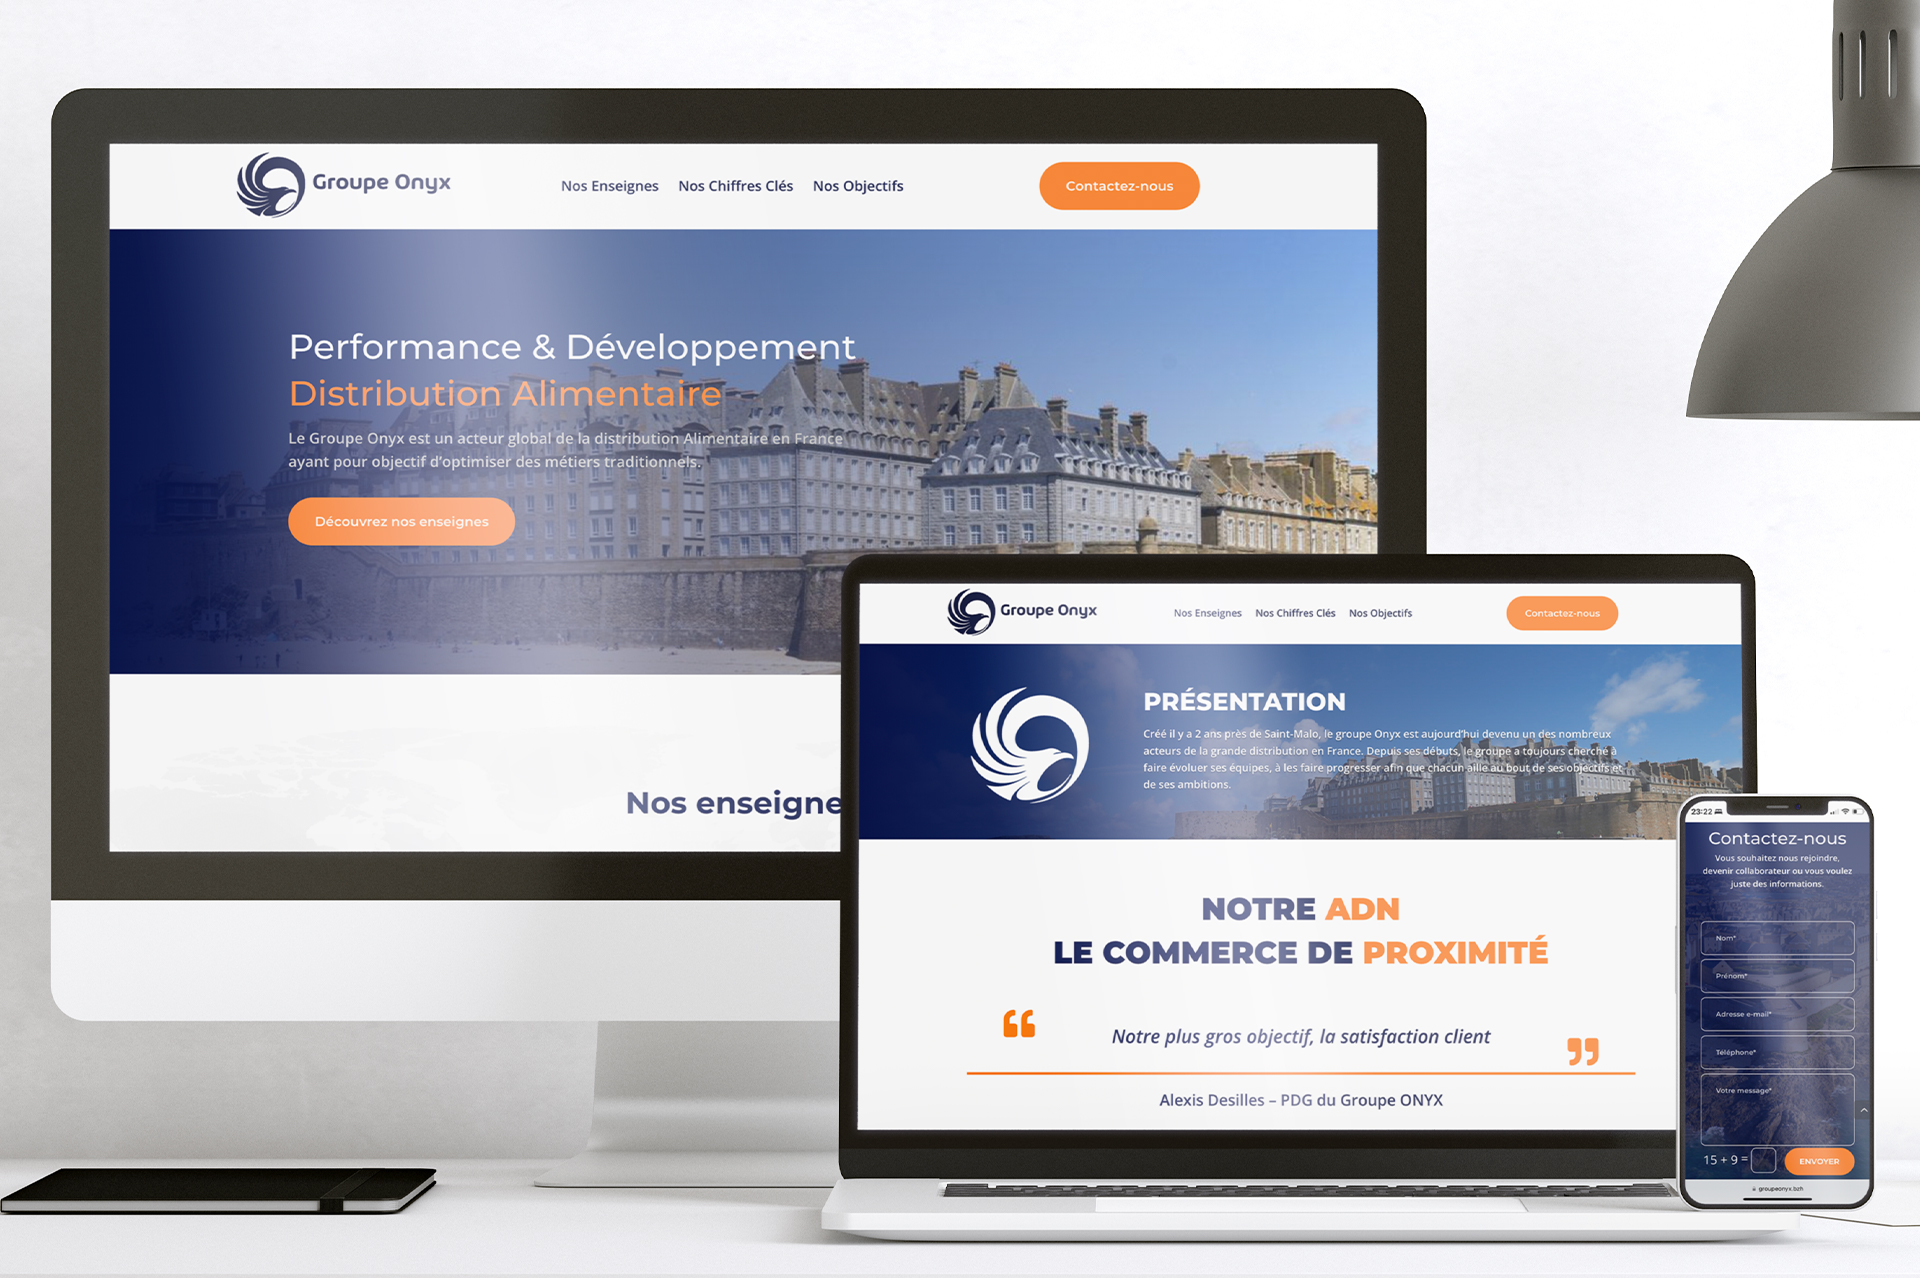 Groupe Onyx
Nos Enseignes Nos Chiffres Clés Nos Objectifs
Contactez-nous
Performance & Développement
Distribution Alimentaire
Le Groupe Onyx est un acteur global de la distribution Alimentaire en France
ayant pour objectif d’optimiser des métiers traditionnels.
Découvrez nos enseignes
Nos enseigne
Groupe Onyx
Nos Enseignes Nos Chiffres Clés Nos Objectifs
Contactez-nous
PRÉSENTATION
Créé il y a 2 ans près de Saint-Malo, le groupe Onyx est aujourd’hui devenu un des nombreux
acteurs de la grande distribution en France. Depuis ses débuts, le groupe a toujours cherché à
faire évoluer ses équipes, à les faire progresser afin que chacun aille au bout de ses objectifs et
de ses ambitions.
NOTRE ADN
LE COMMERCE DE PROXIMITÉ
“
Notre plus gros objectif, la satisfaction client
”
Alexis Desilles – PDG du Groupe ONYX
23:22
Contactez-nous
Vous souhaitez nous rejoindre,
devenir collaborateur ou vous voulez
juste des informations.
Nom*
Prénom*
Adresse e-mail*
Téléphone*
Votre message*
15 + 9 =
ENVOYER
groupeonyx.bzh